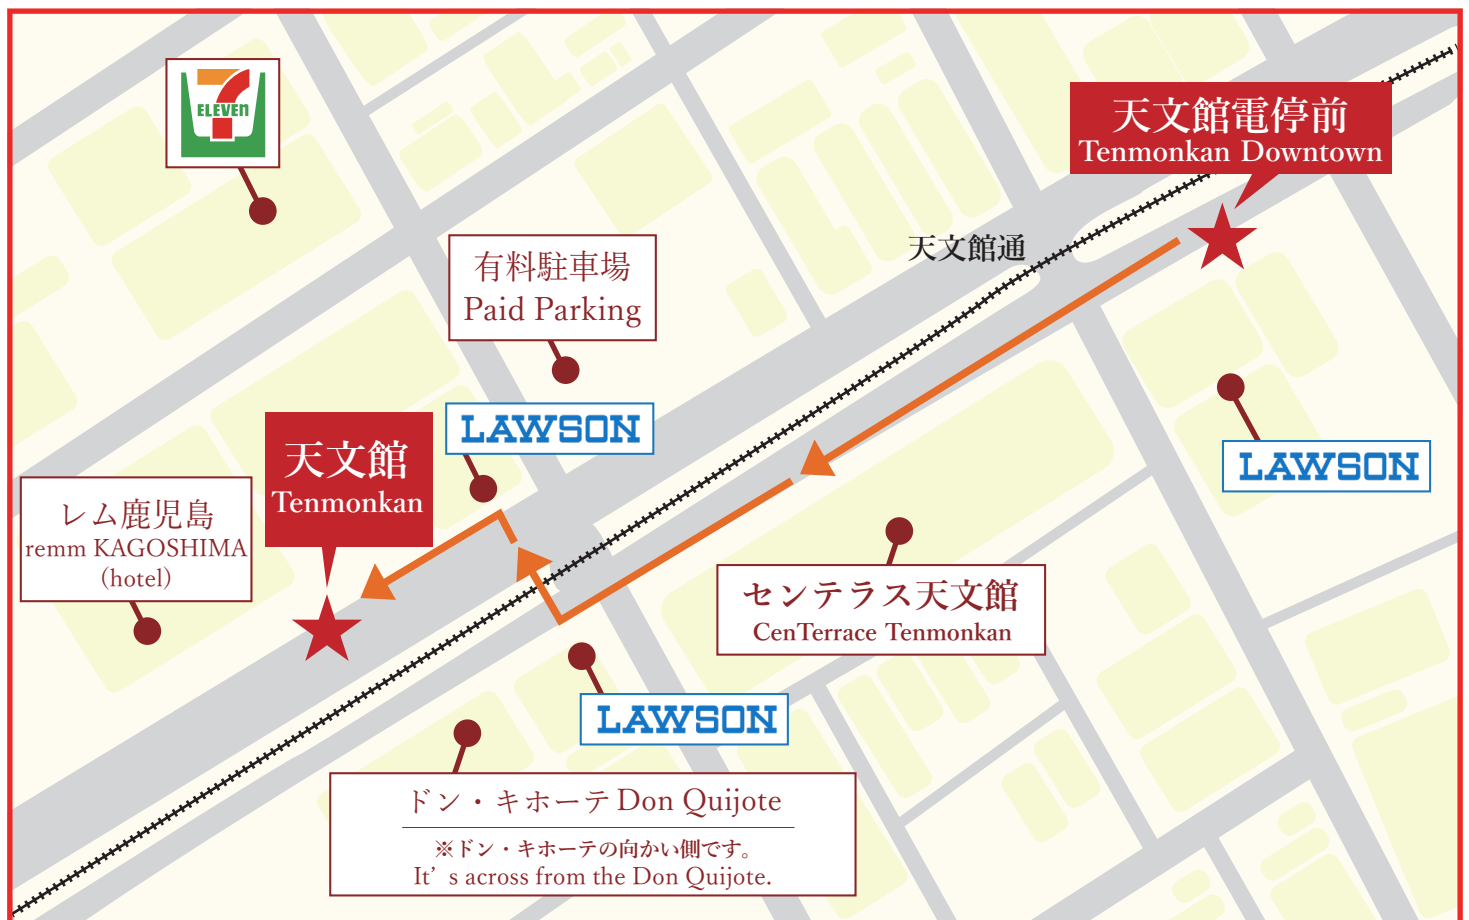 7
ELEVEn
天文館電停前
Tenmonkan Downtown
天文館通
有料駐車場
Paid Parking
LAWSON
天文館
Tenmonkan
レム鹿児島
remm KAGOSHIMA
(hotel)
LAWSON
センテラス天文館
CenTerrace Tenmonkan
LAWSON
ドン・キホーテ Don Quijote
※ドン・キホーテの向かい側です。
It’s across from the Don Quijote.